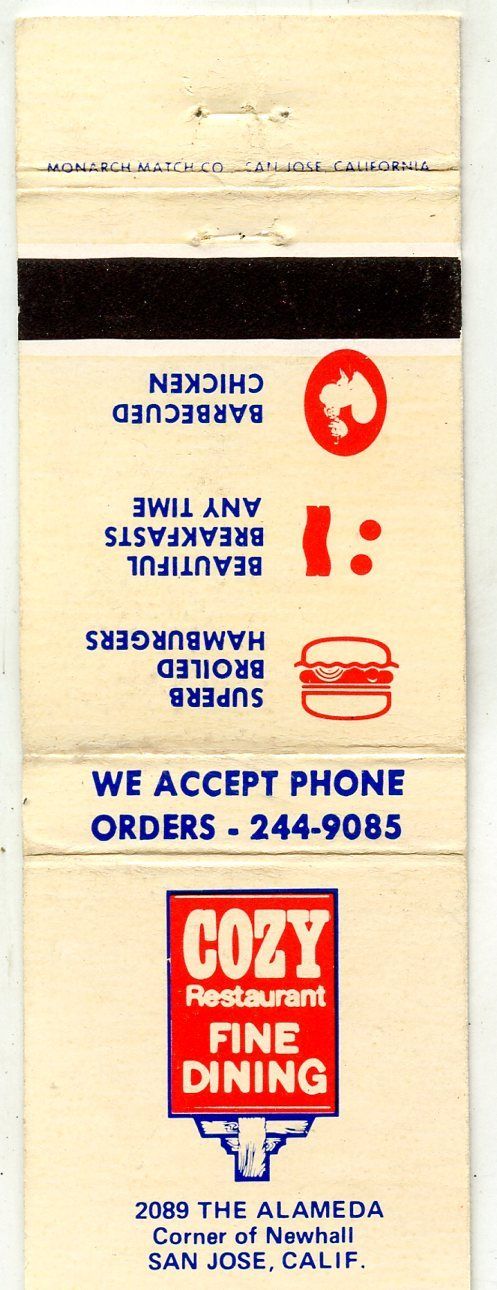 MONARCH MATCH CO., SAN JOSE, CALIFORNIA
SUPERB
BROILED
HAMBURGERS
BEAUTIFUL
BREAKFASTS
ANY TIME
BARBECUED
CHICKEN
WE ACCEPT PHONE
ORDERS - 244-9085
COZY
Restaurant
FINE
DINING
2089 THE ALAMEDA
Corner of Newhall
SAN JOSE, CALIF.